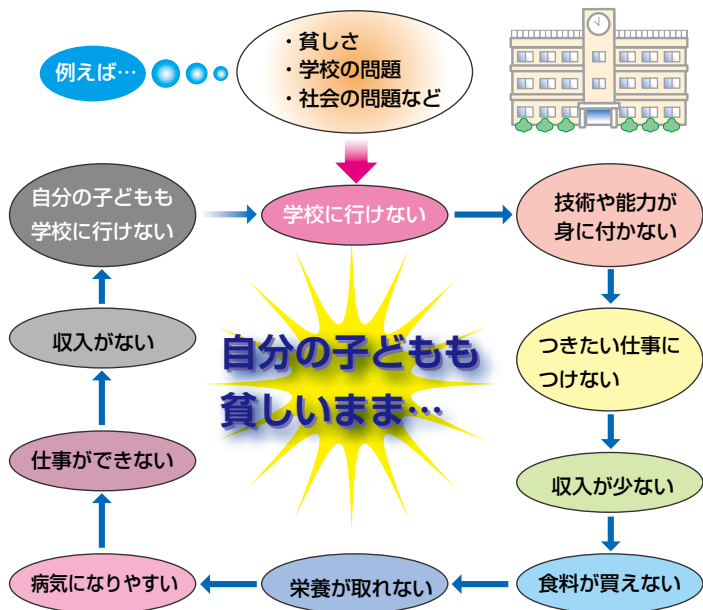 例えば…
・貧しさ
・学校の問題
・社会の問題など
学校に行けない
技術や能力が
身に付かない
つきたい仕事に
つけない
収入が少ない
食料が買えない
栄養が取れない
病気になりやすい
仕事ができない
収入がない
自分の子どもも
学校に行けない
自分の子どもも
貧しいまま…